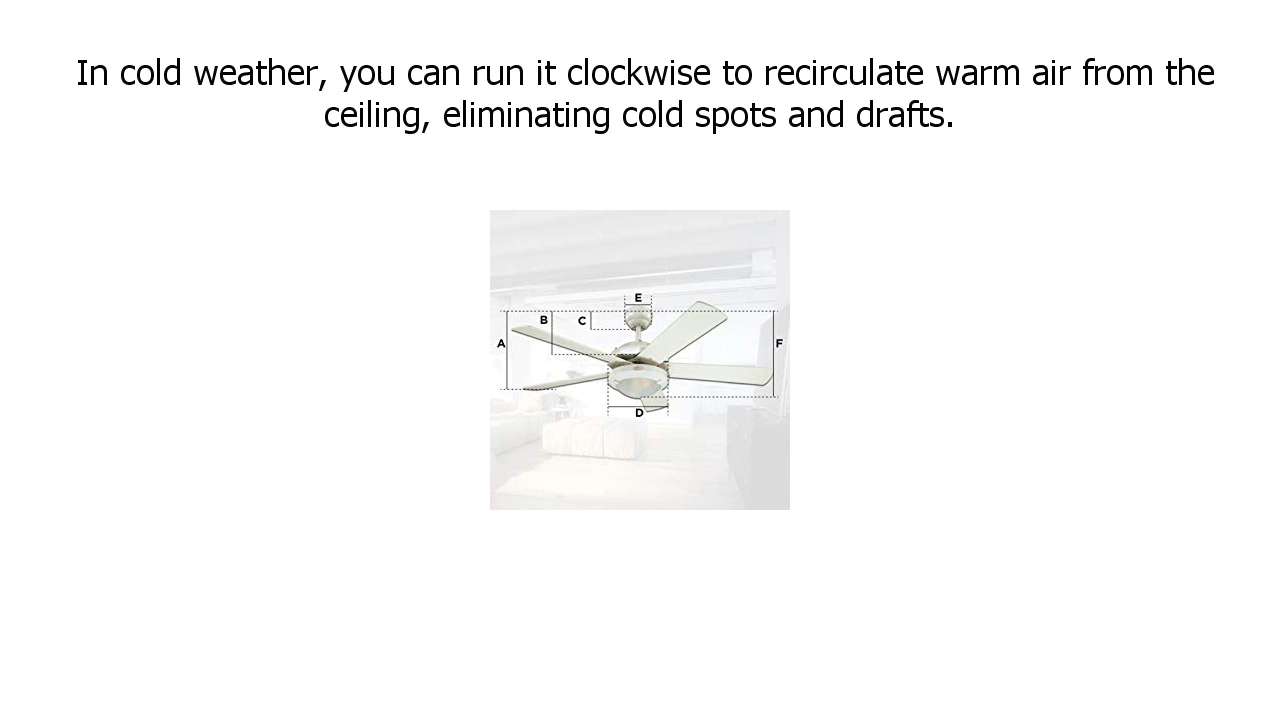 In cold weather, you can run it clockwise to recirculate warm air from the
ceiling, eliminating cold spots and drafts.
E
B
C
A
F
D